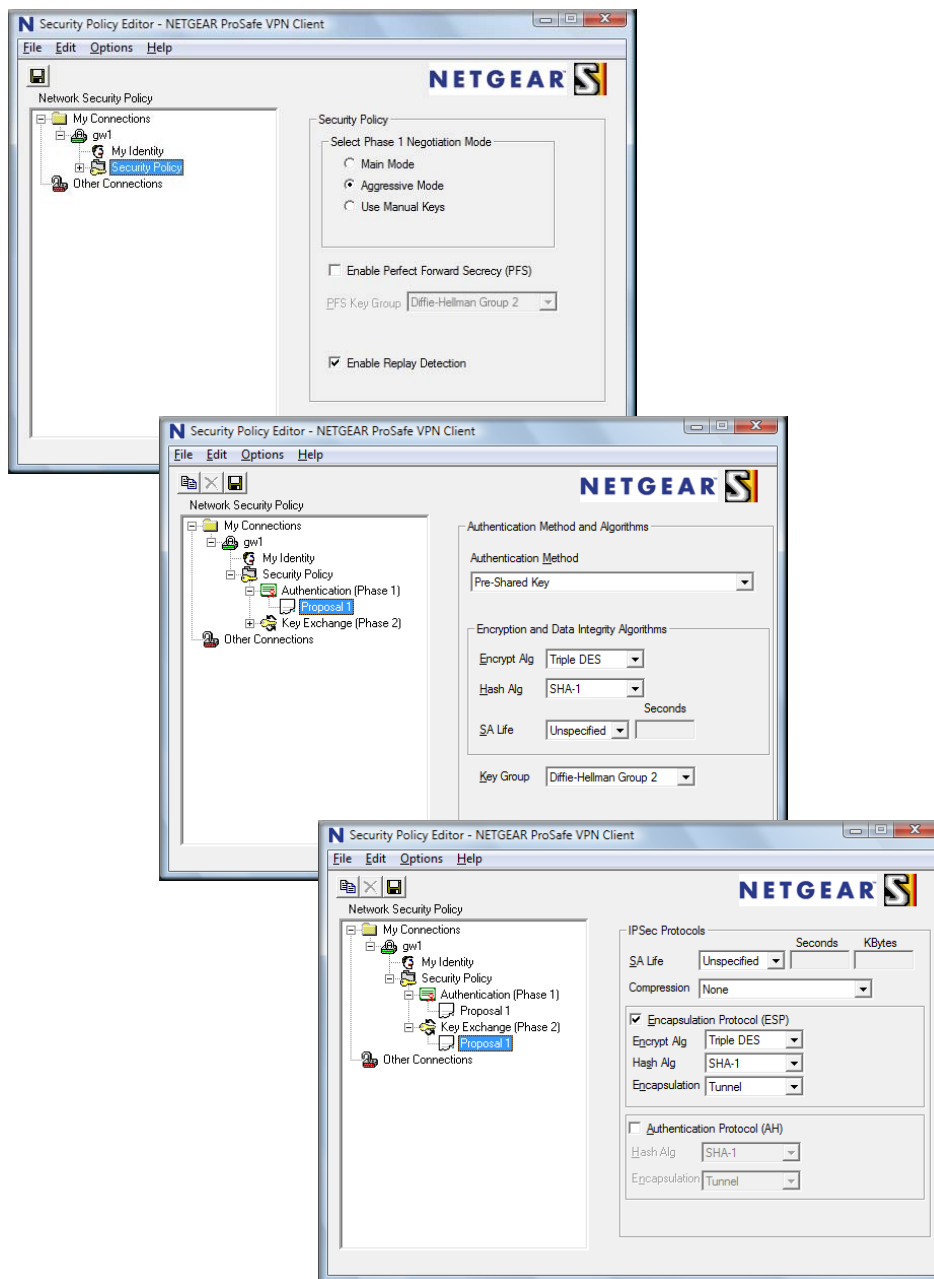 Security Policy Editor - NETGEAR ProSafe VPN Client
File Edit Options Help
NETGEAR
Network Security Policy
My Connections
gw1
My Identity
Security Policy
Other Connections
Security Policy
Select Phase 1 Negotiation Mode
Main Mode
Aggressive Mode
Use Manual Keys
Enable Perfect Forward Secrecy (PFS)
PFS Key Group Diffie-Hellman Group 2
Enable Replay Detection
Security Policy Editor - NETGEAR ProSafe VPN Client
File Edit Options Help
NETGEAR
Network Security Policy
My Connections
gw1
My Identity
Security Policy
Authentication (Phase 1)
Proposal 1
Key Exchange (Phase 2)
Other Connections
Authentication Method and Algorithms
Authentication Method
Pre-Shared Key
Encryption and Data Integrity Algorithms
Encrypt Alg Triple DES
Hash Alg SHA-1
Seconds
SA Life Unspecified
Key Group Diffie-Hellman Group 2
Security Policy Editor - NETGEAR ProSafe VPN Client
File Edit Options Help
NETGEAR
Network Security Policy
My Connections
gw1
My Identity
Security Policy
Authentication (Phase 1)
Proposal 1
Key Exchange (Phase 2)
Proposal 1
Other Connections
IPSec Protocols
Seconds KBytes
SA Life Unspecified
Compression None
Encapsulation Protocol (ESP)
Encrypt Alg Triple DES
Hash Alg SHA-1
Encapsulation Tunnel
Authentication Protocol (AH)
Hash Alg SHA-1
Encapsulation Tunnel